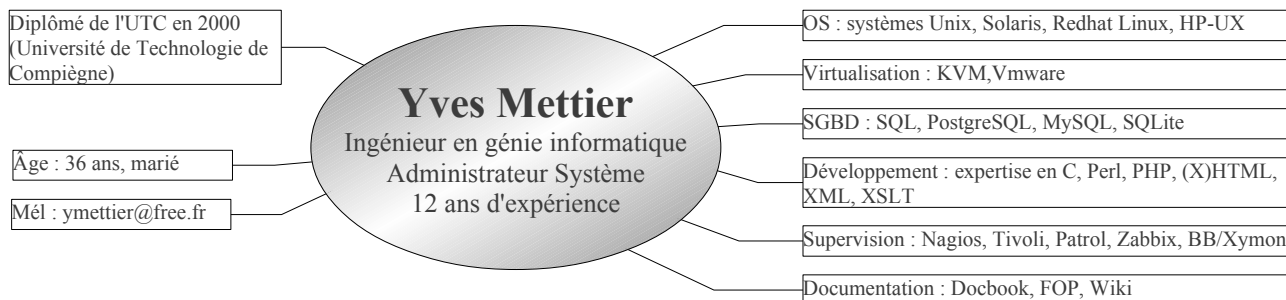 Diplômé de l'UTC en 2000
(Université de Technologie de
Compiègne)
Âge : 36 ans, marié
Mél : ymettier@free.fr
Yves Mettier
Ingénieur en génie informatique
Administrateur Système
12 ans d'expérience
OS : systèmes Unix, Solaris, Redhat Linux, HP-UX
Virtualisation : KVM,Vmware
SGBD : SQL, PostgreSQL, MySQL, SQLite
Développement : expertise en C, Perl, PHP, (X)HTML,
XML, XSLT
Supervision : Nagios, Tivoli, Patrol, Zabbix, BB/Xymon
Documentation : Docbook, FOP, Wiki